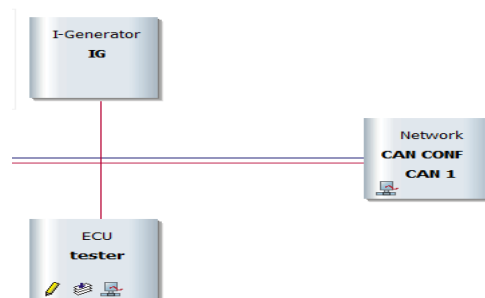 I-Generator
IG
Network
CAN CONF
CAN 1
ECU
tester